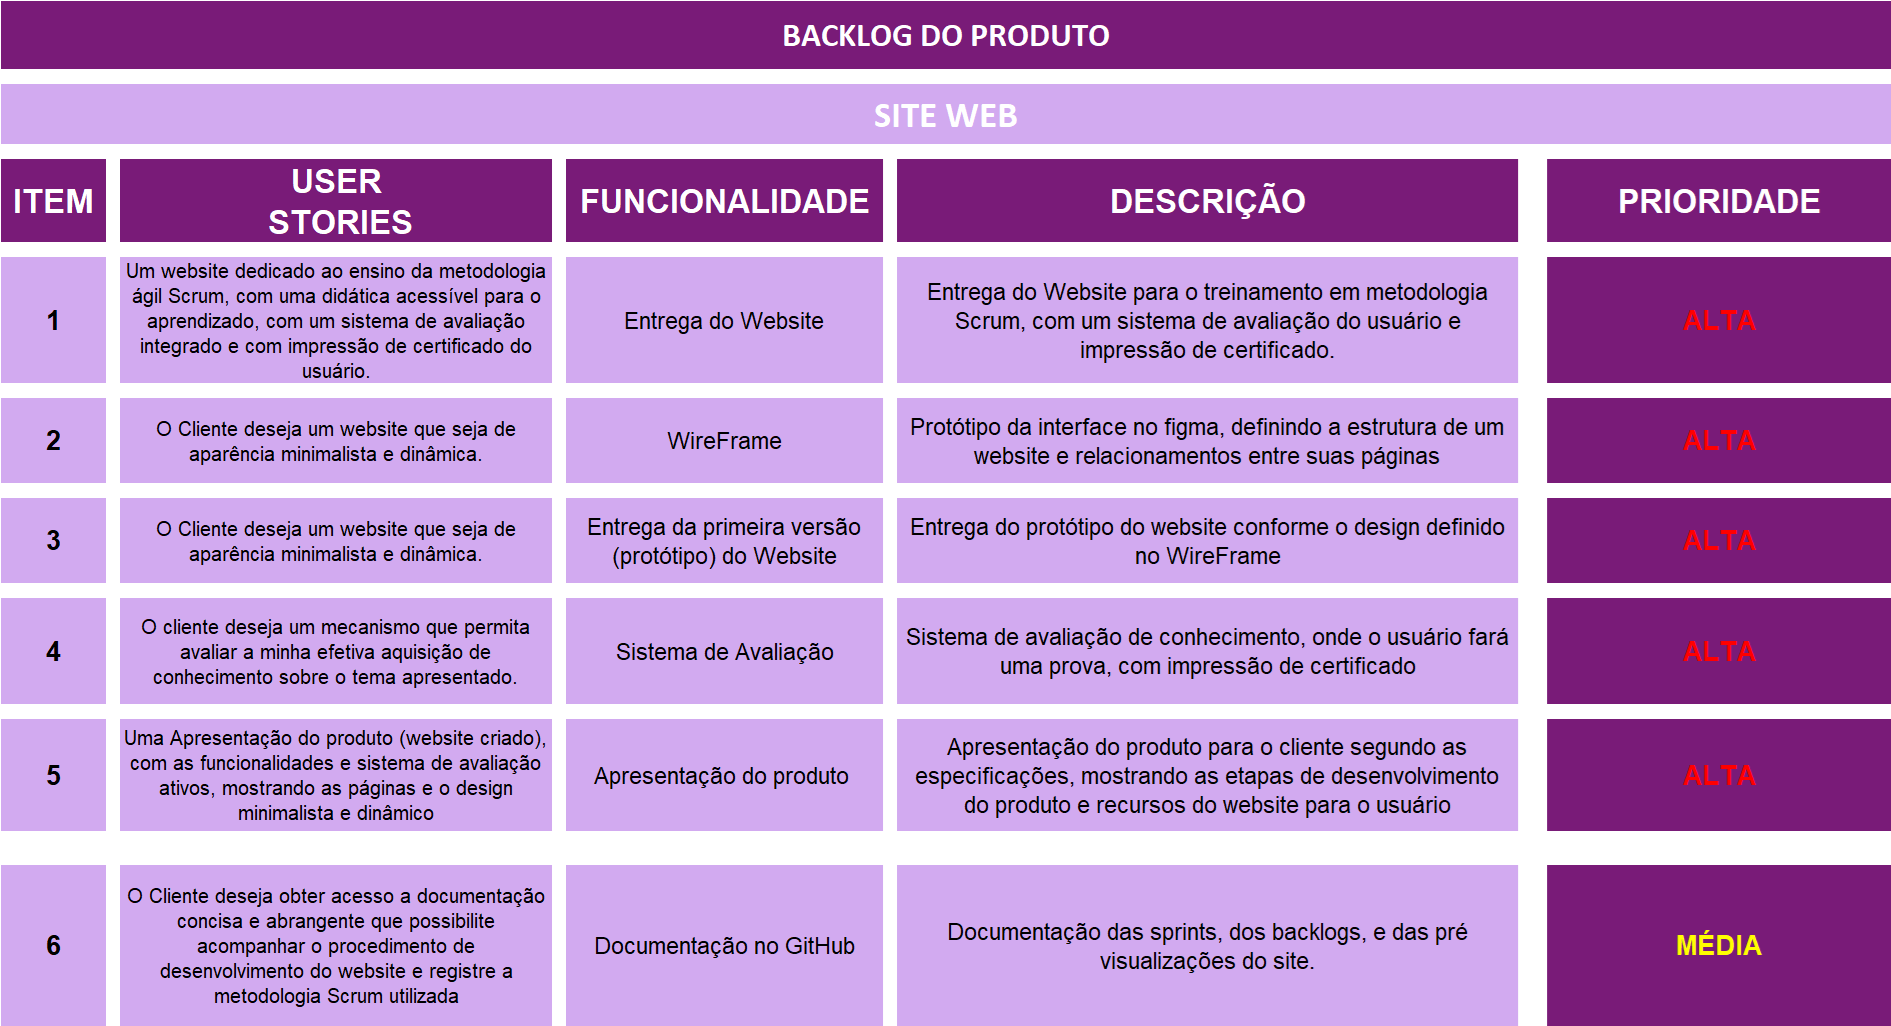 BACKLOG DO PRODUTO
SITE WEB
ITEM
USER
STORIES
FUNCIONALIDADE
DESCRIÇÃO
PRIORIDADE
1
Um website dedicado ao ensino da metodologia
ágil Scrum, com uma didática acessível para o
aprendizado, com um sistema de avaliação
integrado e com impressão de certificado do
usuário.
Entrega do Website
Entrega do Website para o treinamento em metodologia
Scrum, com um sistema de avaliação do usuário e
impressão de certificado.
ALTA
2
O Cliente deseja um website que seja de
aparência minimalista e dinâmica.
WireFrame
Protótipo da interface no figma, definindo a estrutura de um
website e relacionamentos entre suas páginas
ALTA
3
O Cliente deseja um website que seja de
aparência minimalista e dinâmica.
Entrega da primeira versão
(protótipo) do Website
Entrega do protótipo do website conforme o design definido
no WireFrame
ALTA
4
O cliente deseja um mecanismo que permita
avaliar a minha efetiva aquisição de
conhecimento sobre o tema apresentado.
Sistema de Avaliação
Sistema de avaliação de conhecimento, onde o usuário fará
uma prova, com impressão de certificado
ALTA
5
Uma Apresentação do produto (website criado),
com as funcionalidades e sistema de avaliação
ativos, mostrando as páginas e o design
minimalista e dinâmico
Apresentação do produto
Apresentação do produto para o cliente segundo as
especificações, mostrando as etapas de desenvolvimento
do produto e recursos do website para o usuário
ALTA
6
O Cliente deseja obter acesso a documentação
concisa e abrangente que possibilite
acompanhar o procedimento de
desenvolvimento do website e registre a
metodologia Scrum utilizada
Documentação no GitHub
Documentação das sprints, dos backlogs, e das pré
visualizações do site.
MÉDIA